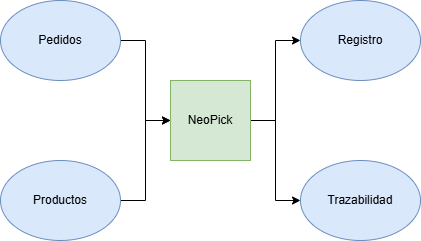 Pedidos
Registro
NeoPick
Productos
Trazabilidad